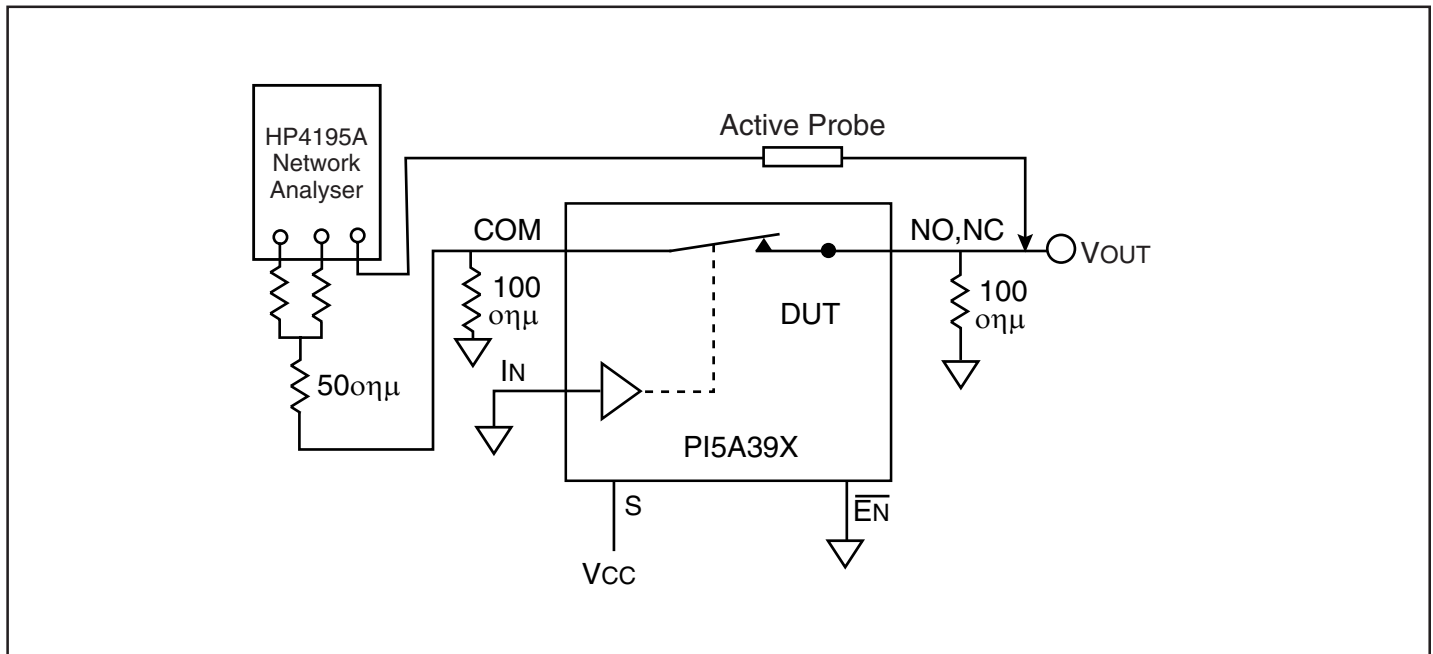 HP4195A
Network
Analyser
Active Probe
COM
NO,NC
VOUT
100
οημ
DUT
100
οημ
IN
50οημ
PI5A39X
S
EN
VCC